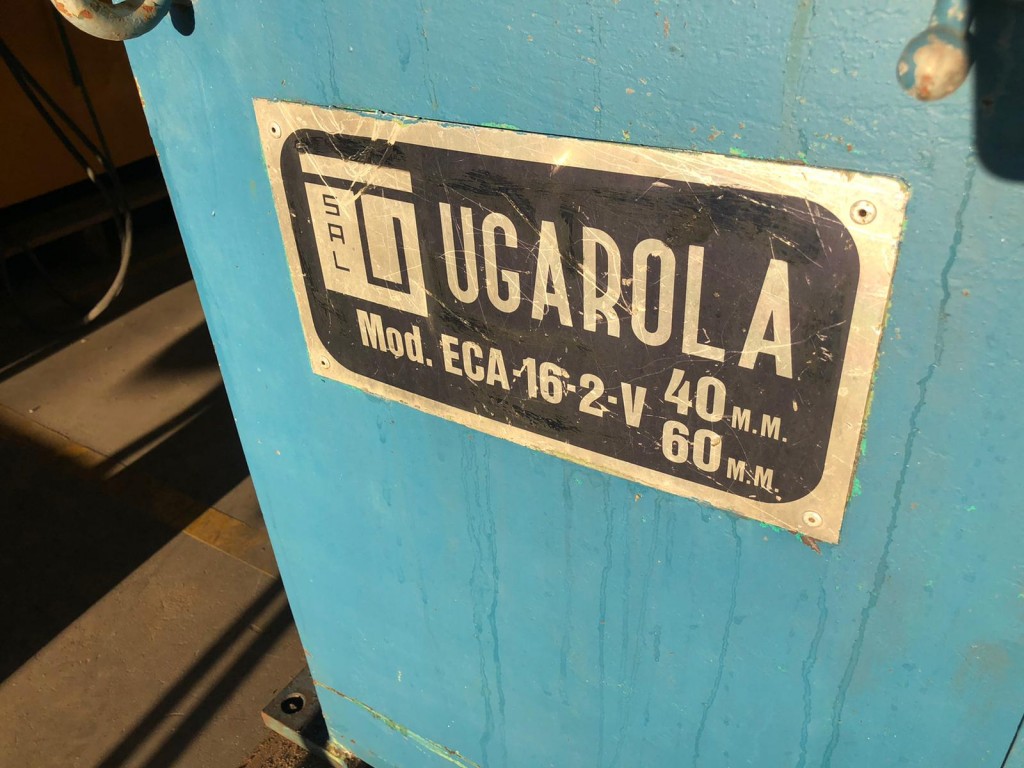 SAL
UGAROLA
Mod. ECA-16-2-V 40 M.M.
60 M.M.